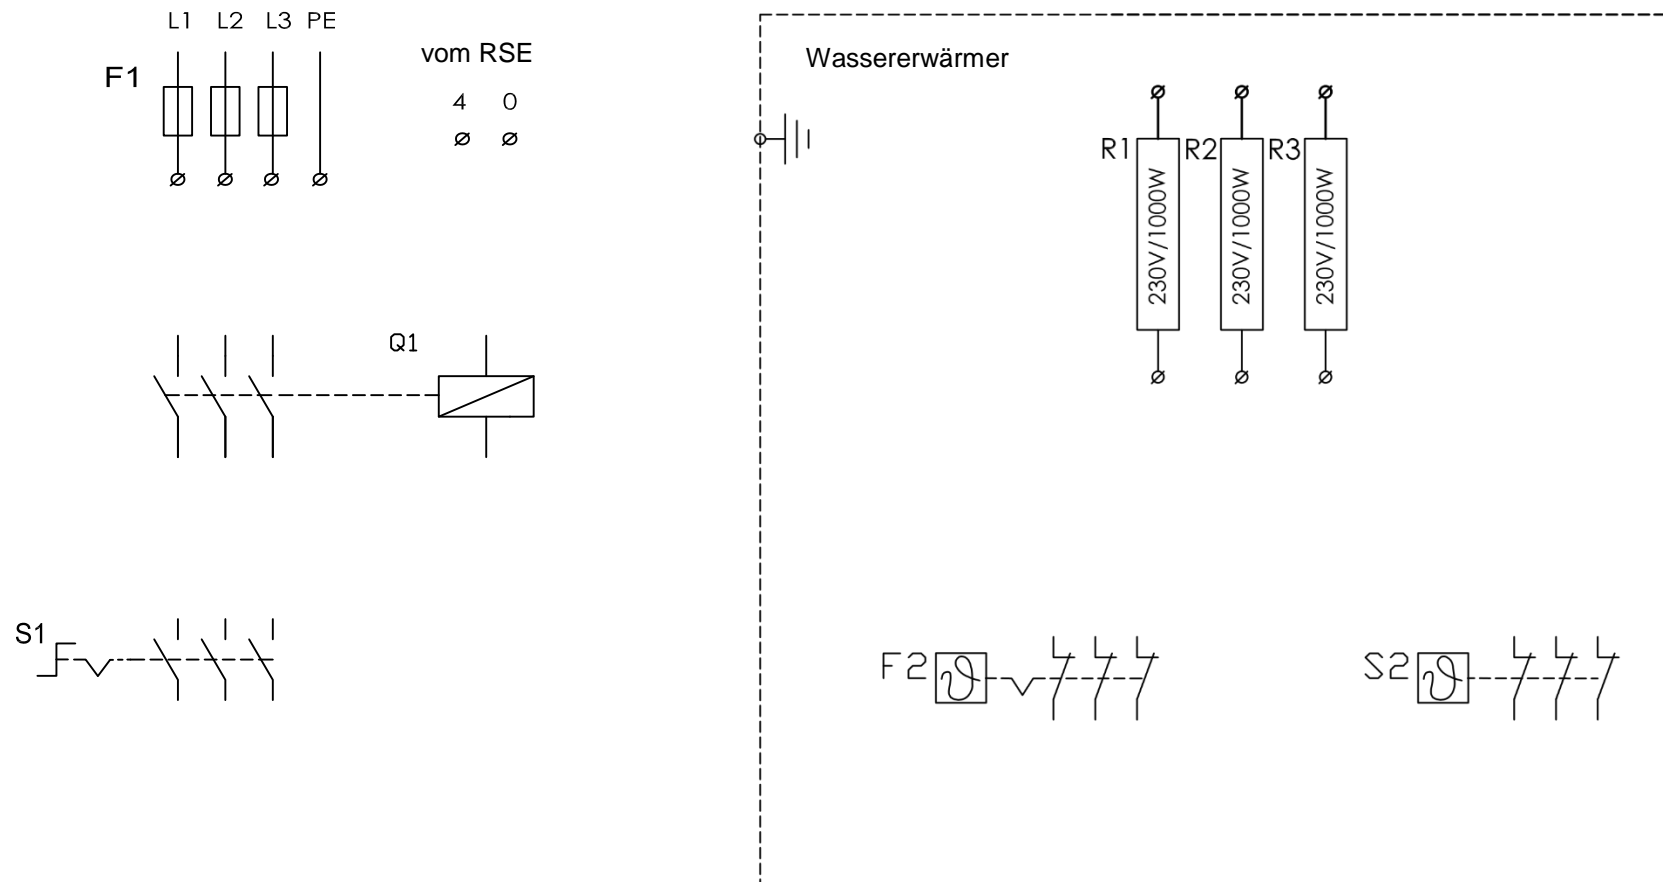 L1 L2 L3 PE
F1
vom RSE
4 0
Wassererwärmer
R1 R2 R3
230V/1000W
230V/1000W
230V/1000W
Q1
S1
F2
S2